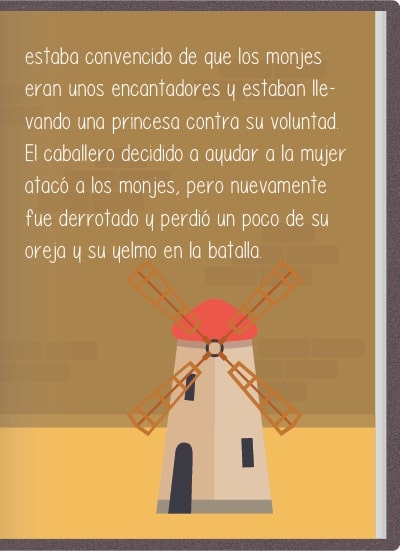 estaba convencido de que los monjes
eran unos encantadores y estaban lle-
vando una princesa contra su voluntad.
El caballero decidido a ayudar a la mujer
atacó a los monjes, pero nuevamente
fue derrotado y perdió un poco de su
oreja y su yelmo en la batalla.